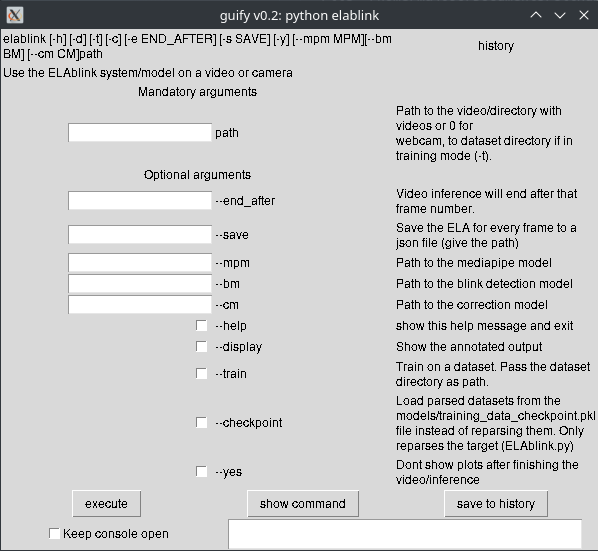 guify v0.2: python elablink
elablink [-h] [-d] [-t] [-c] [-e END_AFTER] [-s SAVE] [-y] [--mpm MPM][--bm
BM] [--cm CM]path
history
Use the ELAblink system/model on a video or camera
Mandatory arguments
path
Path to the video/directory with
videos or 0 for
webcam, to dataset directory if in
training mode (-t).
Optional arguments
--end_after
Video inference will end after that
frame number.
--save
Save the ELA for every frame to a
json file (give the path)
--mpm
Path to the mediapipe model
--bm
Path to the blink detection model
--cm
Path to the correction model
--help
show this help message and exit
--display
Show the annotated output
--train
Train on a dataset. Pass the dataset
directory as path.
--checkpoint
Load parsed datasets from the
models/training_data_checkpoint.pkl
file instead of reparsing them. Only
reparses the target (ELAblink.py)
--yes
Dont show plots after finishing the
video/inference
execute
show command
save to history
Keep console open